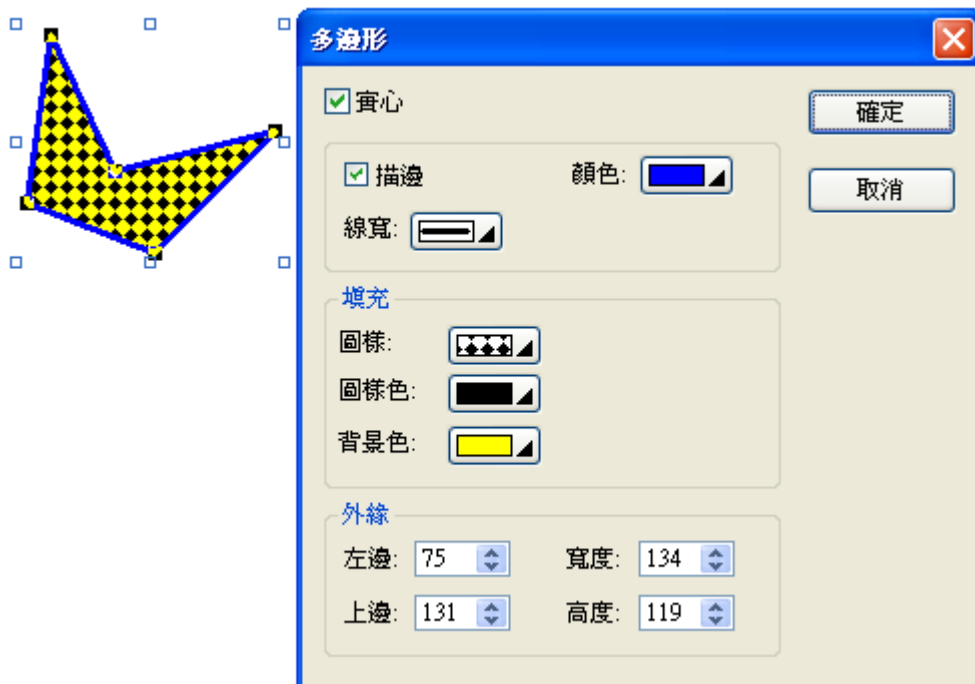 多邊形
實心
確定
描邊 顏色:
取消
線寬:
填充
圖樣:
圖樣色:
背景色:
外緣
左邊: 75 寬度: 134
上邊: 131 高度: 119